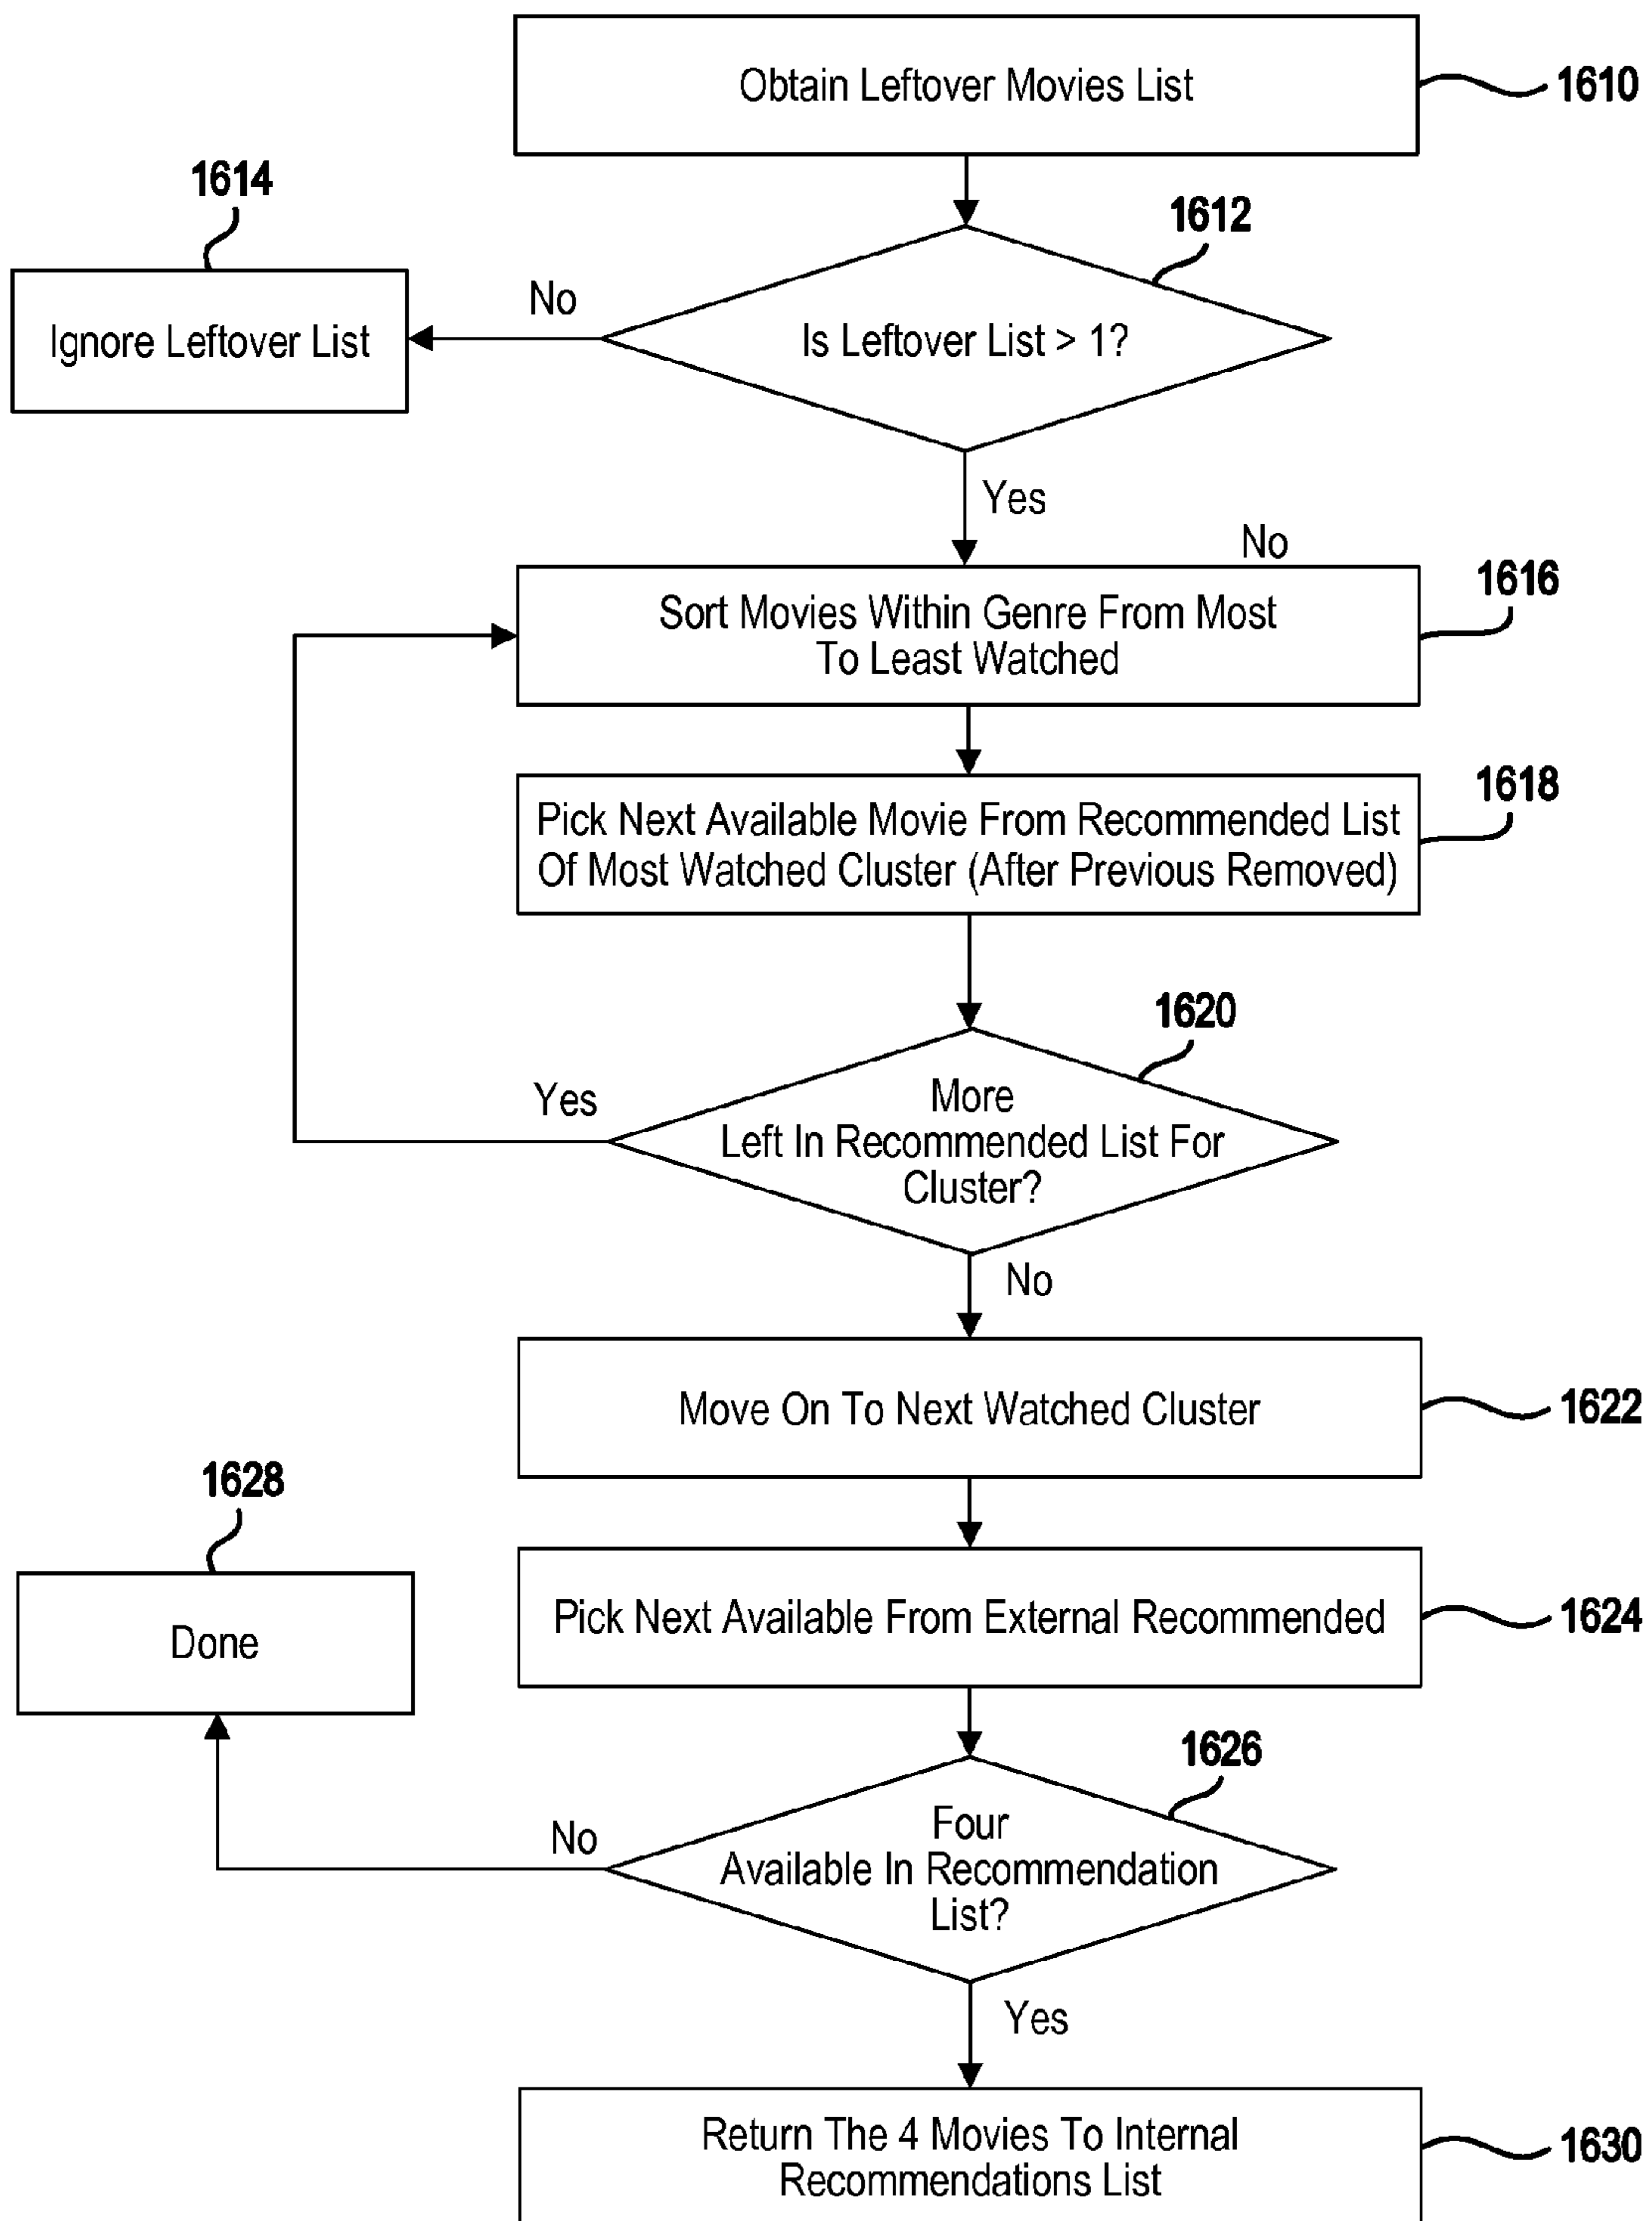 Obtain Leftover Movies List
1610
1614
1612
No
Ignore Leftover List
Is Leftover List > 1?
Yes
No
1616
Sort Movies Within Genre From Most
To Least Watched
1618
Pick Next Available Movie From Recommended List
Of Most Watched Cluster (After Previous Removed)
1620
Yes
More
Left In Recommended List For
Cluster?
No
Move On To Next Watched Cluster
1622
1628
Done
Pick Next Available From External Recommended
1624
1626
No
Four
Available In Recommendation
List?
Yes
Return The 4 Movies To Internal
Recommendations List
1630